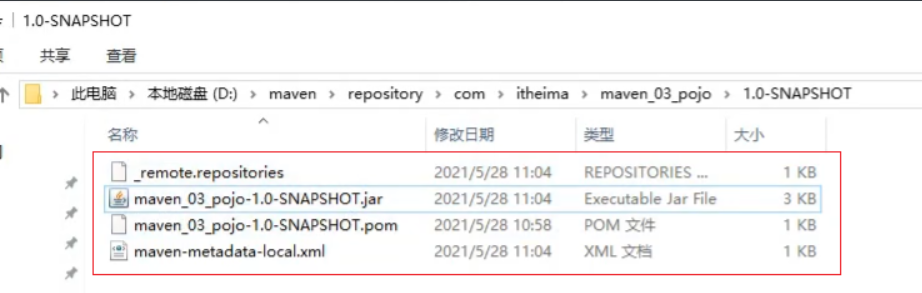 1.0-SNAPSHOT
共享 查看
此电脑 › 本地磁盘 (D:) › maven › repository › com › itheima › maven_03_pojo › 1.0-SNAPSHOT
名称 修改日期 类型 大小
_remote.repositories 2021/5/28 11:04 REPOSITORIES ... 1 KB
maven_03_pojo-1.0-SNAPSHOT.jar 2021/5/28 11:04 Executable Jar File 3 KB
maven_03_pojo-1.0-SNAPSHOT.pom 2021/5/28 10:58 POM 文件 1 KB
maven-metadata-local.xml 2021/5/28 11:04 XML 文档 1 KB